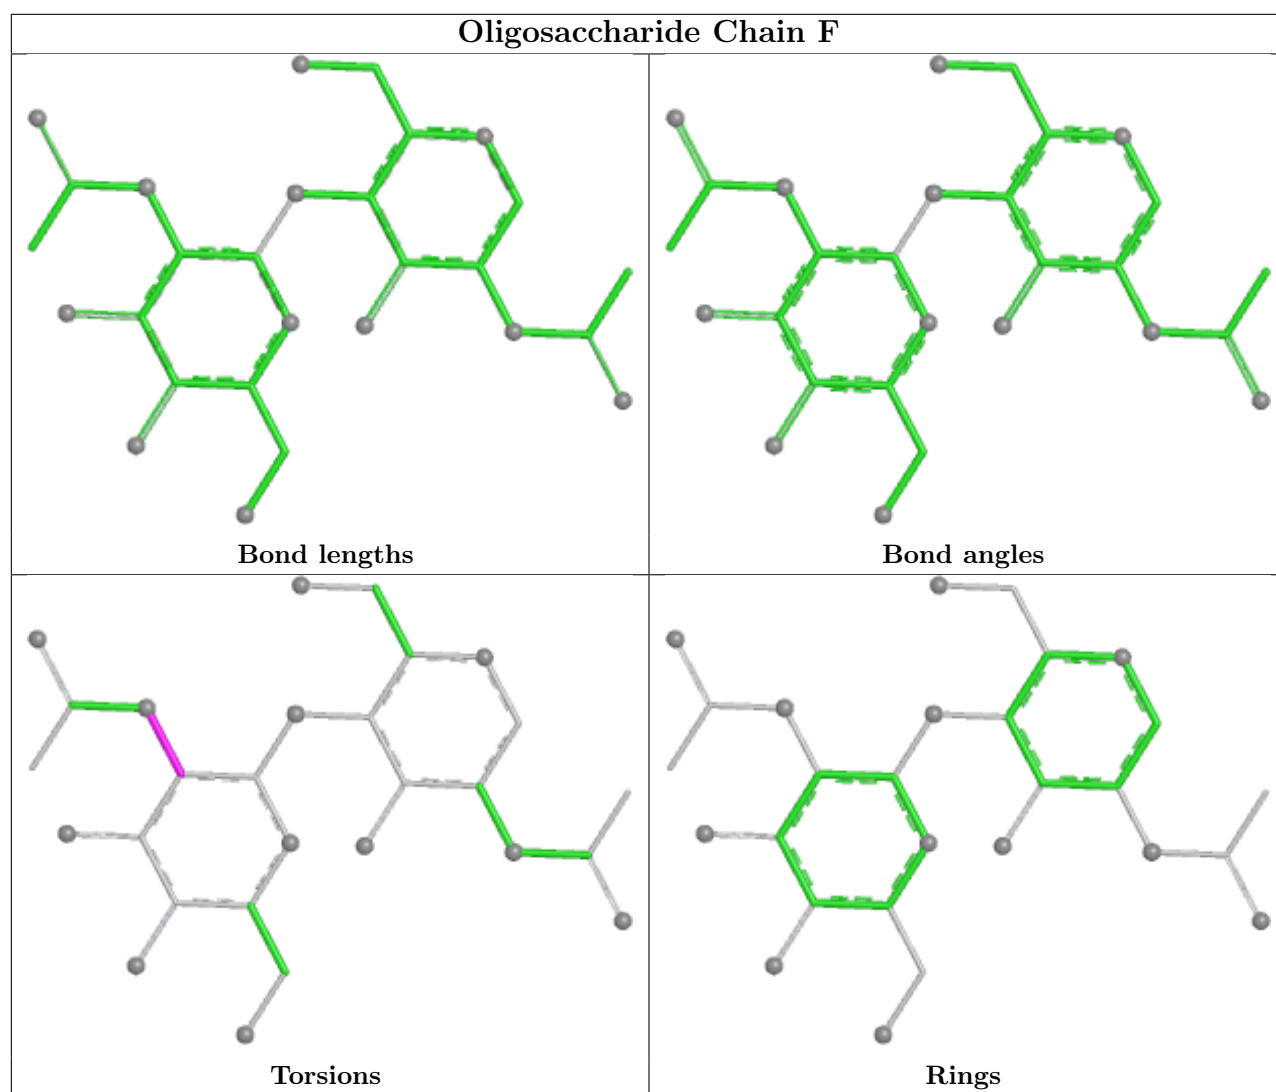 Oligosaccharide Chain F
Bond lengths
Bond angles
Torsions
Rings